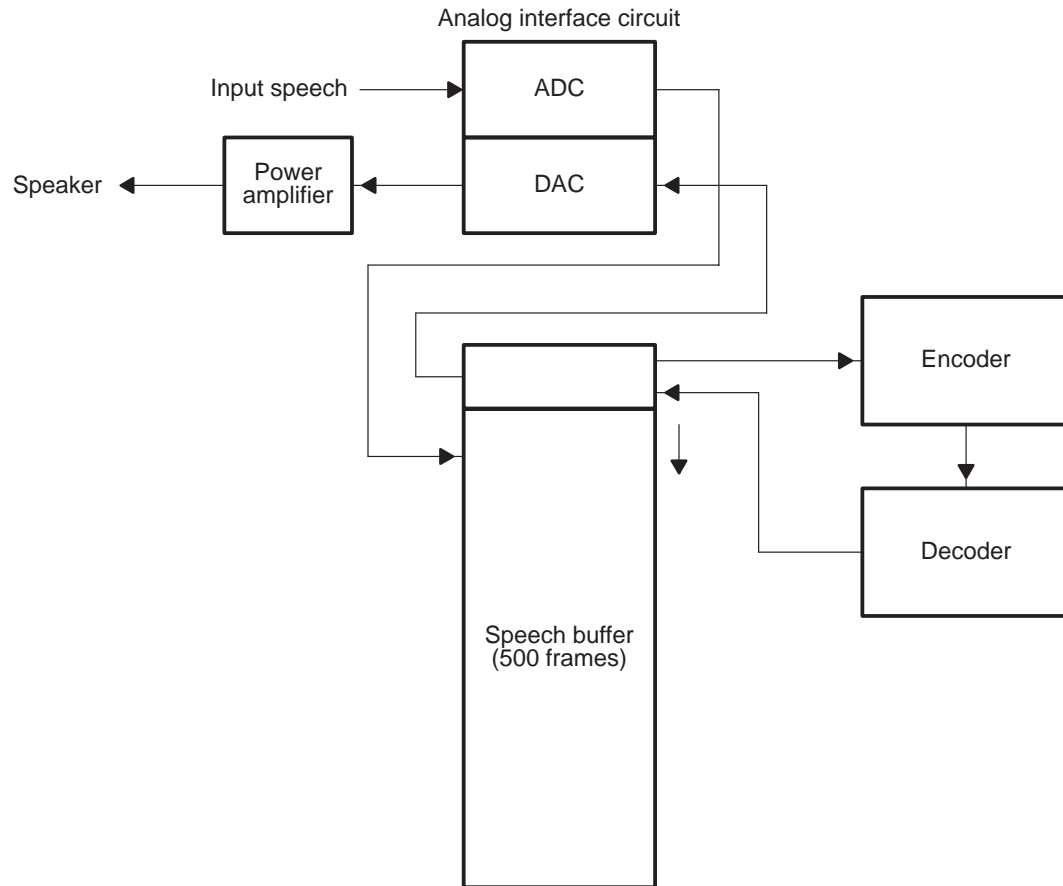 Analog interface circuit
Input speech
ADC
Speaker
Power
amplifier
DAC
Encoder
Decoder
Speech buffer
(500 frames)